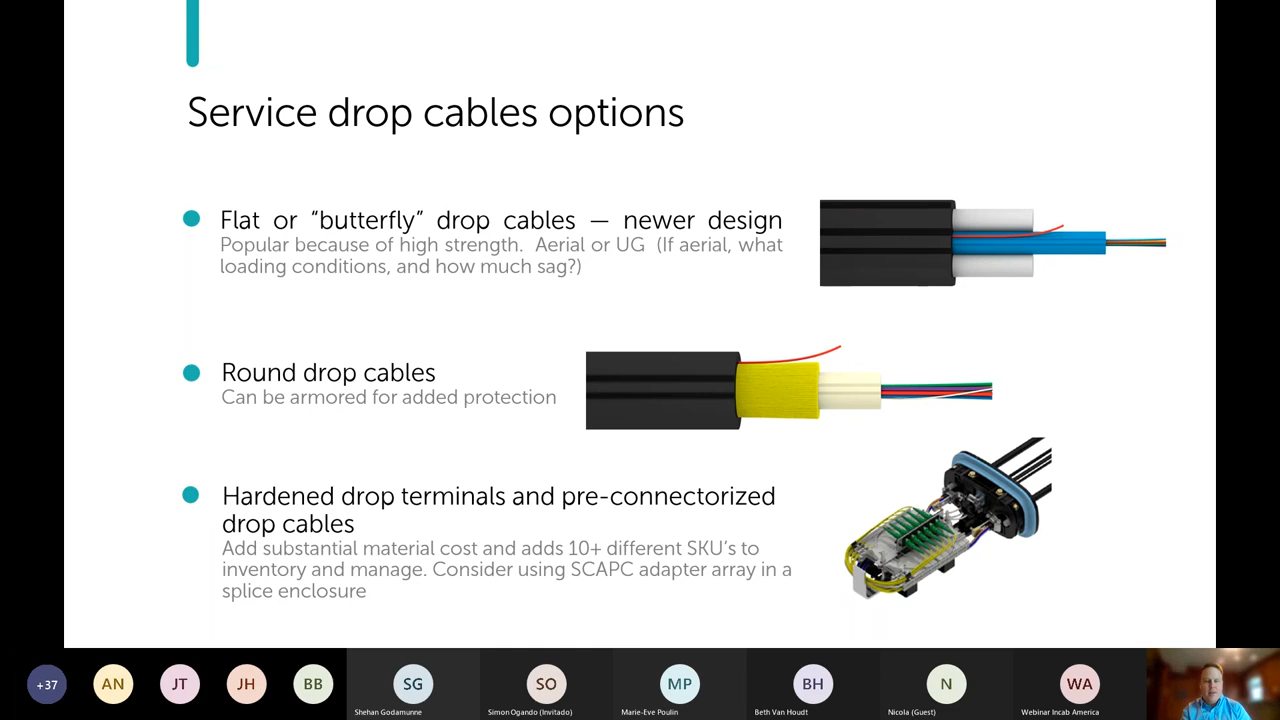 Service drop cables options
Flat or “butterfly” drop cables — newer design
Popular because of high strength. Aerial or UG (If aerial, what
loading conditions, and how much sag?)
Round drop cables
Can be armored for added protection
Hardened drop terminals and pre-connectorized
drop cables
Add substantial material cost and adds 10+ different SKU’s to
inventory and manage. Consider using SCAPC adapter array in a
splice enclosure
+37
AN
JT
JH
BB
SG
SO
MP
BH
N
WA
Shehan Godamunne
Simon Ogando (Invitado)
Marie-Eve Poulin
Beth Van Houdt
Nicola (Guest)
Webinar Incab America